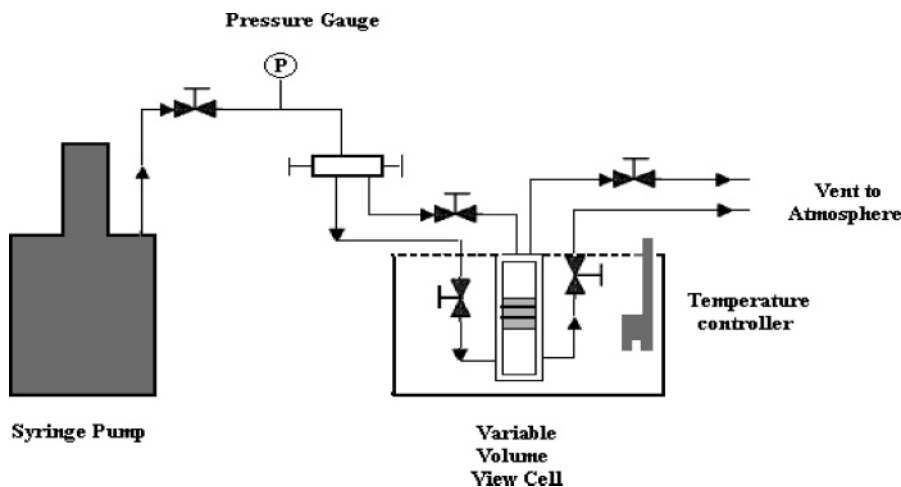 Pressure Gauge
P
Vent to
Atmosphere
Temperature
controller
Syringe Pump
Variable
Volume
View Cell